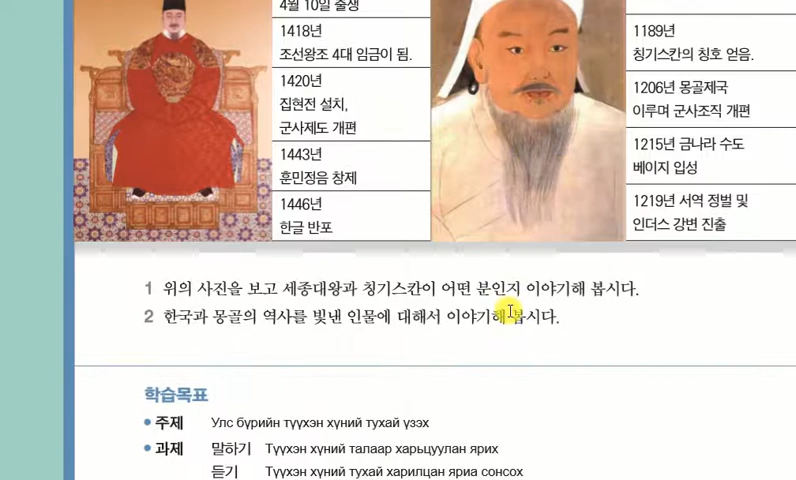 4월 10일 출생
1418년
조선왕조 4대 임금이 됨.
1420년
집현전 설치,
군사제도 개편
1443년
훈민정음 창제
1446년
한글 반포
1189년
칭기스칸의 칭호 얻음.
1206년 몽골제국
이루며 군사조직 개편
1215년 금나라 수도
베이지 입성
1219년 서역 정벌 및
인더스 강변 진출
1 위의 사진을 보고 세종대왕과 칭기스칸이 어떤 분인지 이야기해 봅시다.
2 한국과 몽골의 역사를 빛낸 인물에 대해서 이야기해 봅시다.
학습목표
• 주제 Улс бүрийн түүхэн хүний тухай үзэх
• 과제 말하기 Түүхэн хүний талаар харьцуулан ярих
듣기 Түүхэн хүний тухай харилцан яриа сонсох